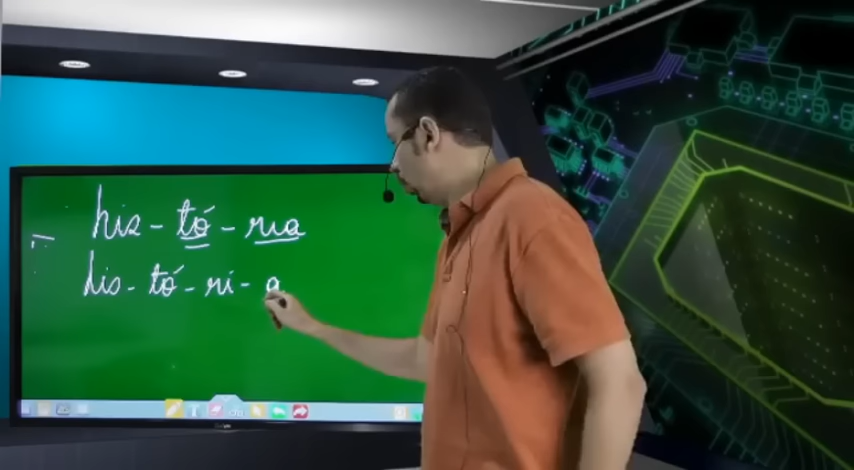 his - tó - ria
his - tó - ri - a